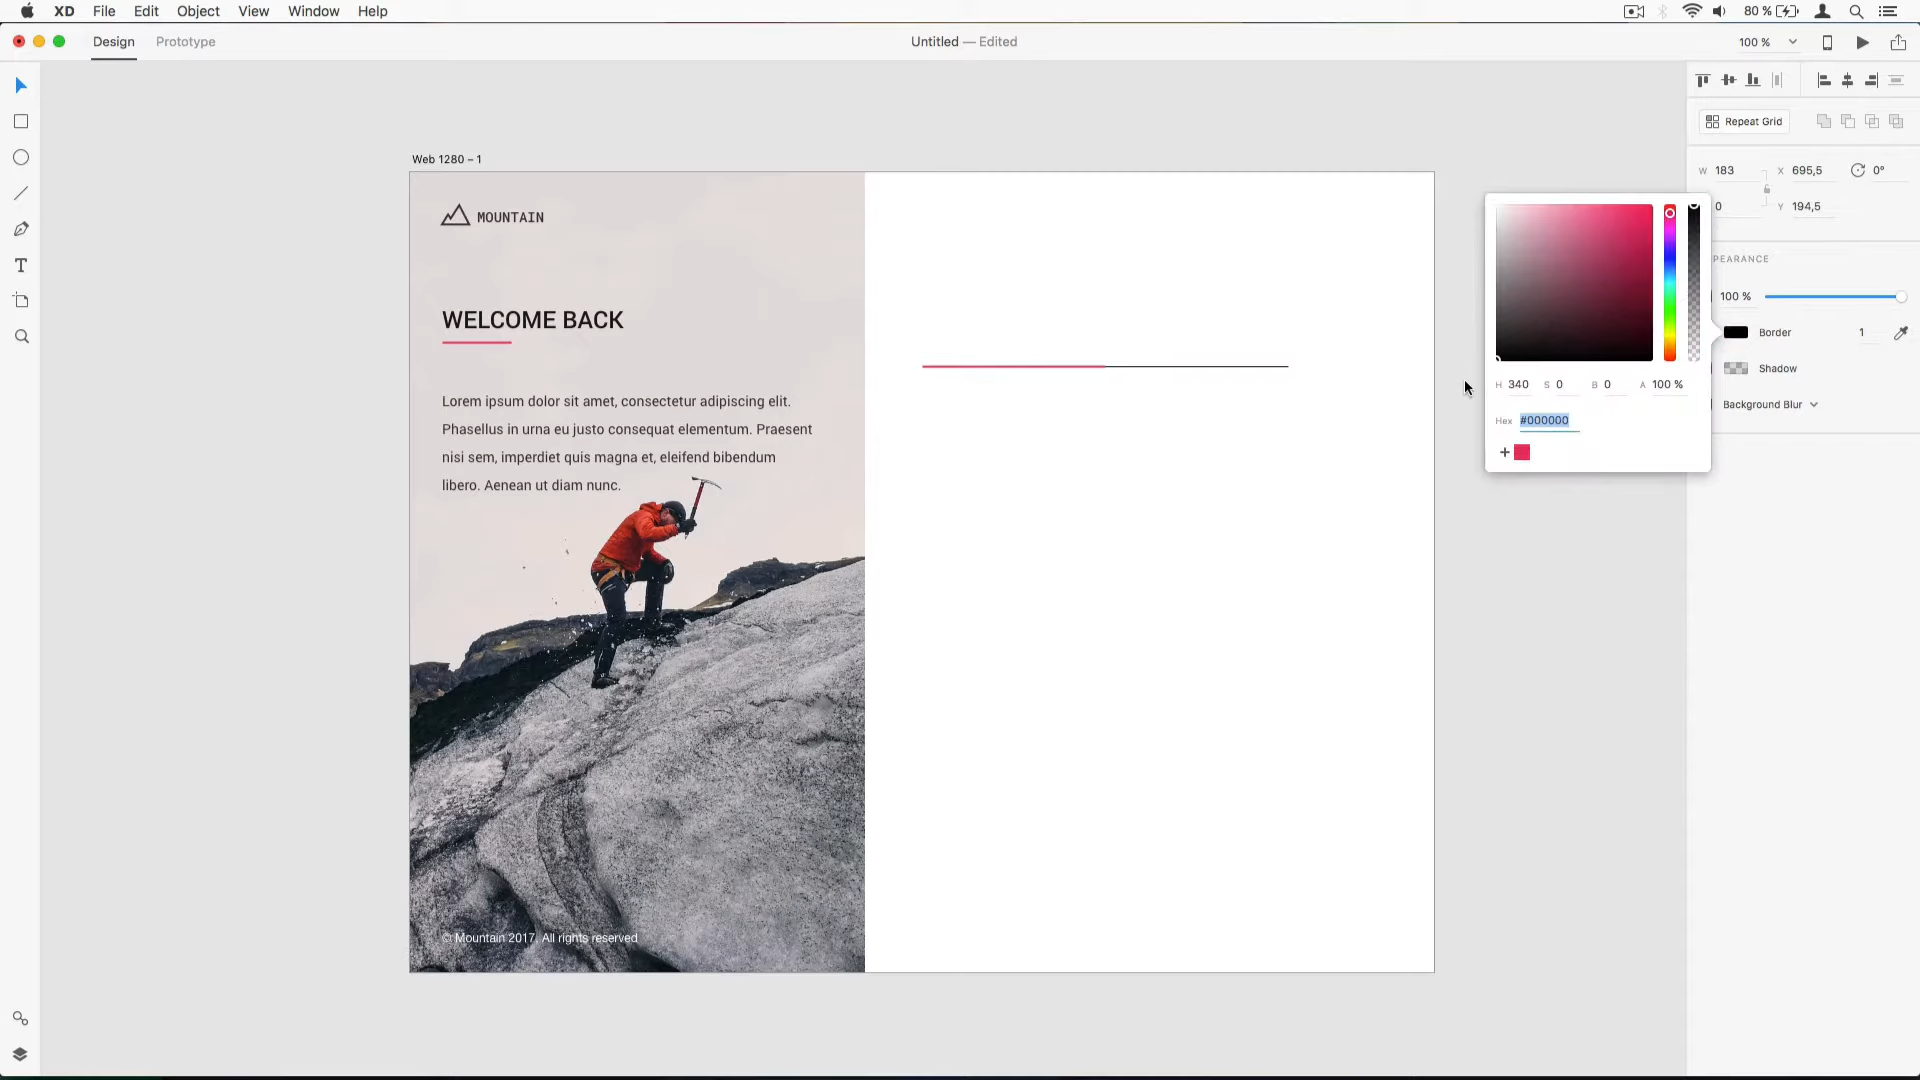 XD File Edit Object View Window Help
80 %
Design Prototype
Untitled — Edited
100 %
Repeat Grid
Web 1280 – 1
W 183 X 695,5 0°
0 Y 194,5
MOUNTAIN
PEARANCE
100 %
WELCOME BACK
Border 1
Shadow
H 340 S 0 B 0 A 100 %
Background Blur
Hex #000000
+
Lorem ipsum dolor sit amet, consectetur adipiscing elit.
Phasellus in urna eu justo consequat elementum. Praesent
nisi sem, imperdiet quis magna et, eleifend bibendum
libero. Aenean ut diam nunc.
© Mountain 2017. All rights reserved